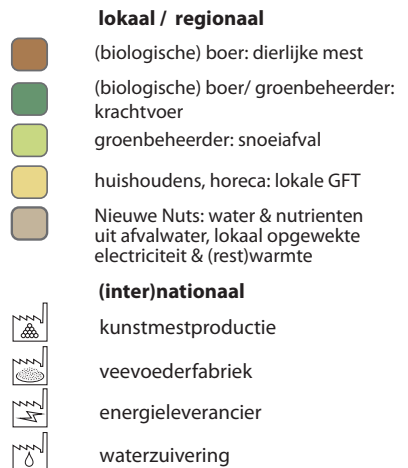 lokaal / regionaal
(biologische) boer: dierlijke mest
(biologische) boer/ groenbeheerder:
krachtvoer
groenbeheerder: snoeiafval
huishoudens, horeca: lokale GFT
Nieuwe Nuts: water & nutrienten
uit afvalwater, lokaal opgewekte
electriciteit & (rest)warmte
(inter)nationaal
kunstmestproductie
veevoederfabriek
energieleverancier
waterzuivering